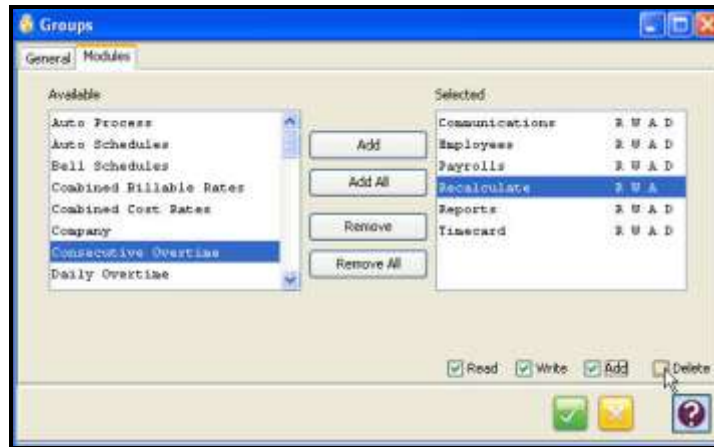 Groups
General Modules
Available
Auto Process
Auto Schedules
Bell Schedules
Combined Billable Rates
Combined Cost Rates
Company
Consecutive Overtime
Daily Overtime
Add
Add All
Remove
Remove All
Selected
Communications R W A D
Employees R W A D
Payrolls R W A D
Recalculate R W A
Reports R W A D
Timecard R W A D
Read Write Add Delete